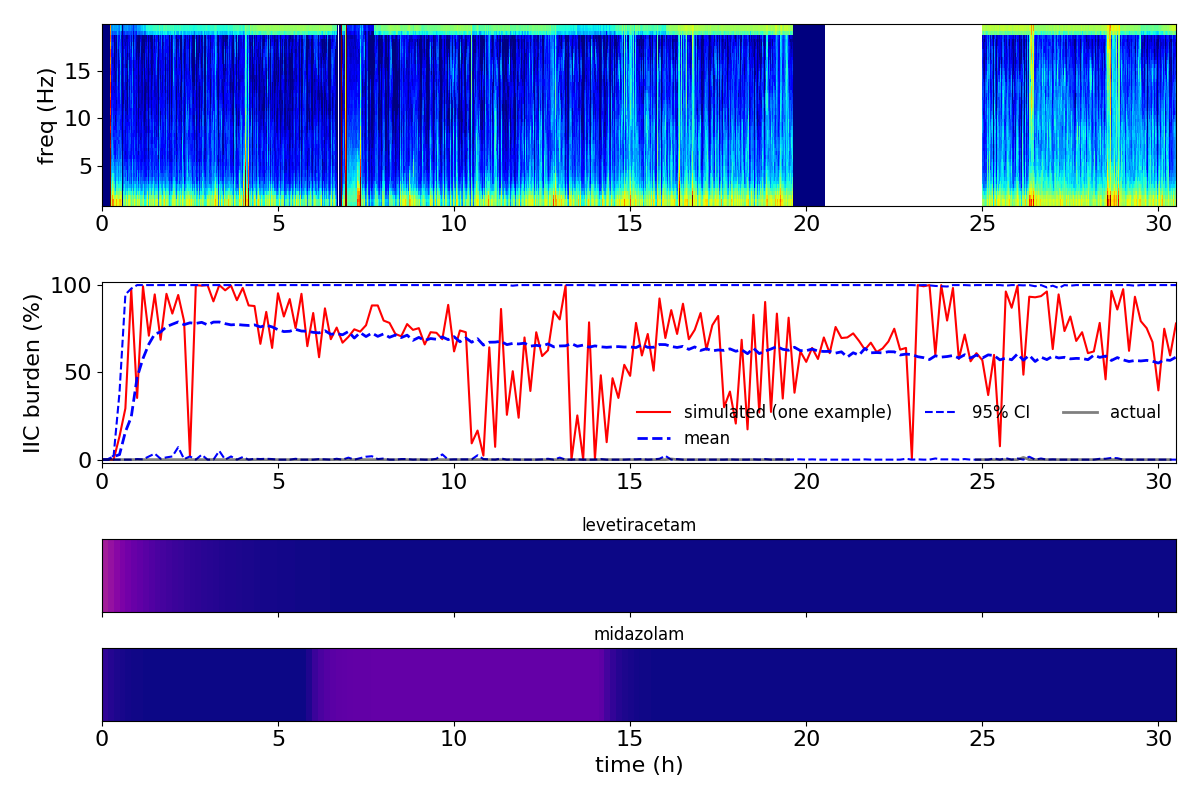 freq (Hz)
15
10
5
0 5 10 15 20 25 30
IIC burden (%)
100
50
0
simulated (one example) 95% CI actual
mean
0 5 10 15 20 25 30
levetiracetam
midazolam
0 5 10 15 20 25 30
time (h)